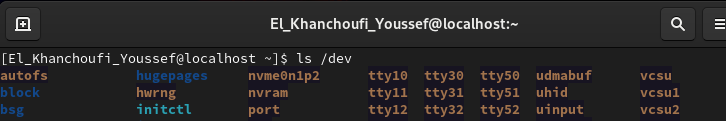 El_Khanchoufi_Youssef@localhost:~
[El_Khanchoufi_Youssef@localhost ~]$ ls /dev
autofs hugepages nvme0n1p2 tty10 tty30 tty50 udmabuf vcsu
block hwrng nvram tty11 tty31 tty51 uhid vcsu1
bsg initctl port tty12 tty32 tty52 uinput vcsu2